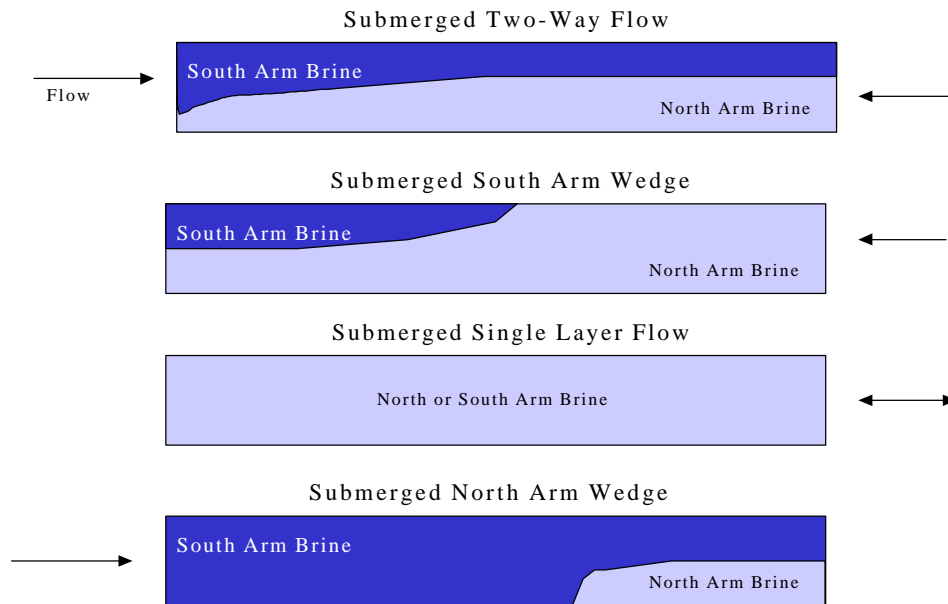 Submerged Two-Way Flow
South Arm Brine
Flow
North Arm Brine
Submerged South Arm Wedge
South Arm Brine
North Arm Brine
Submerged Single Layer Flow
North or South Arm Brine
Submerged North Arm Wedge
South Arm Brine
North Arm Brine